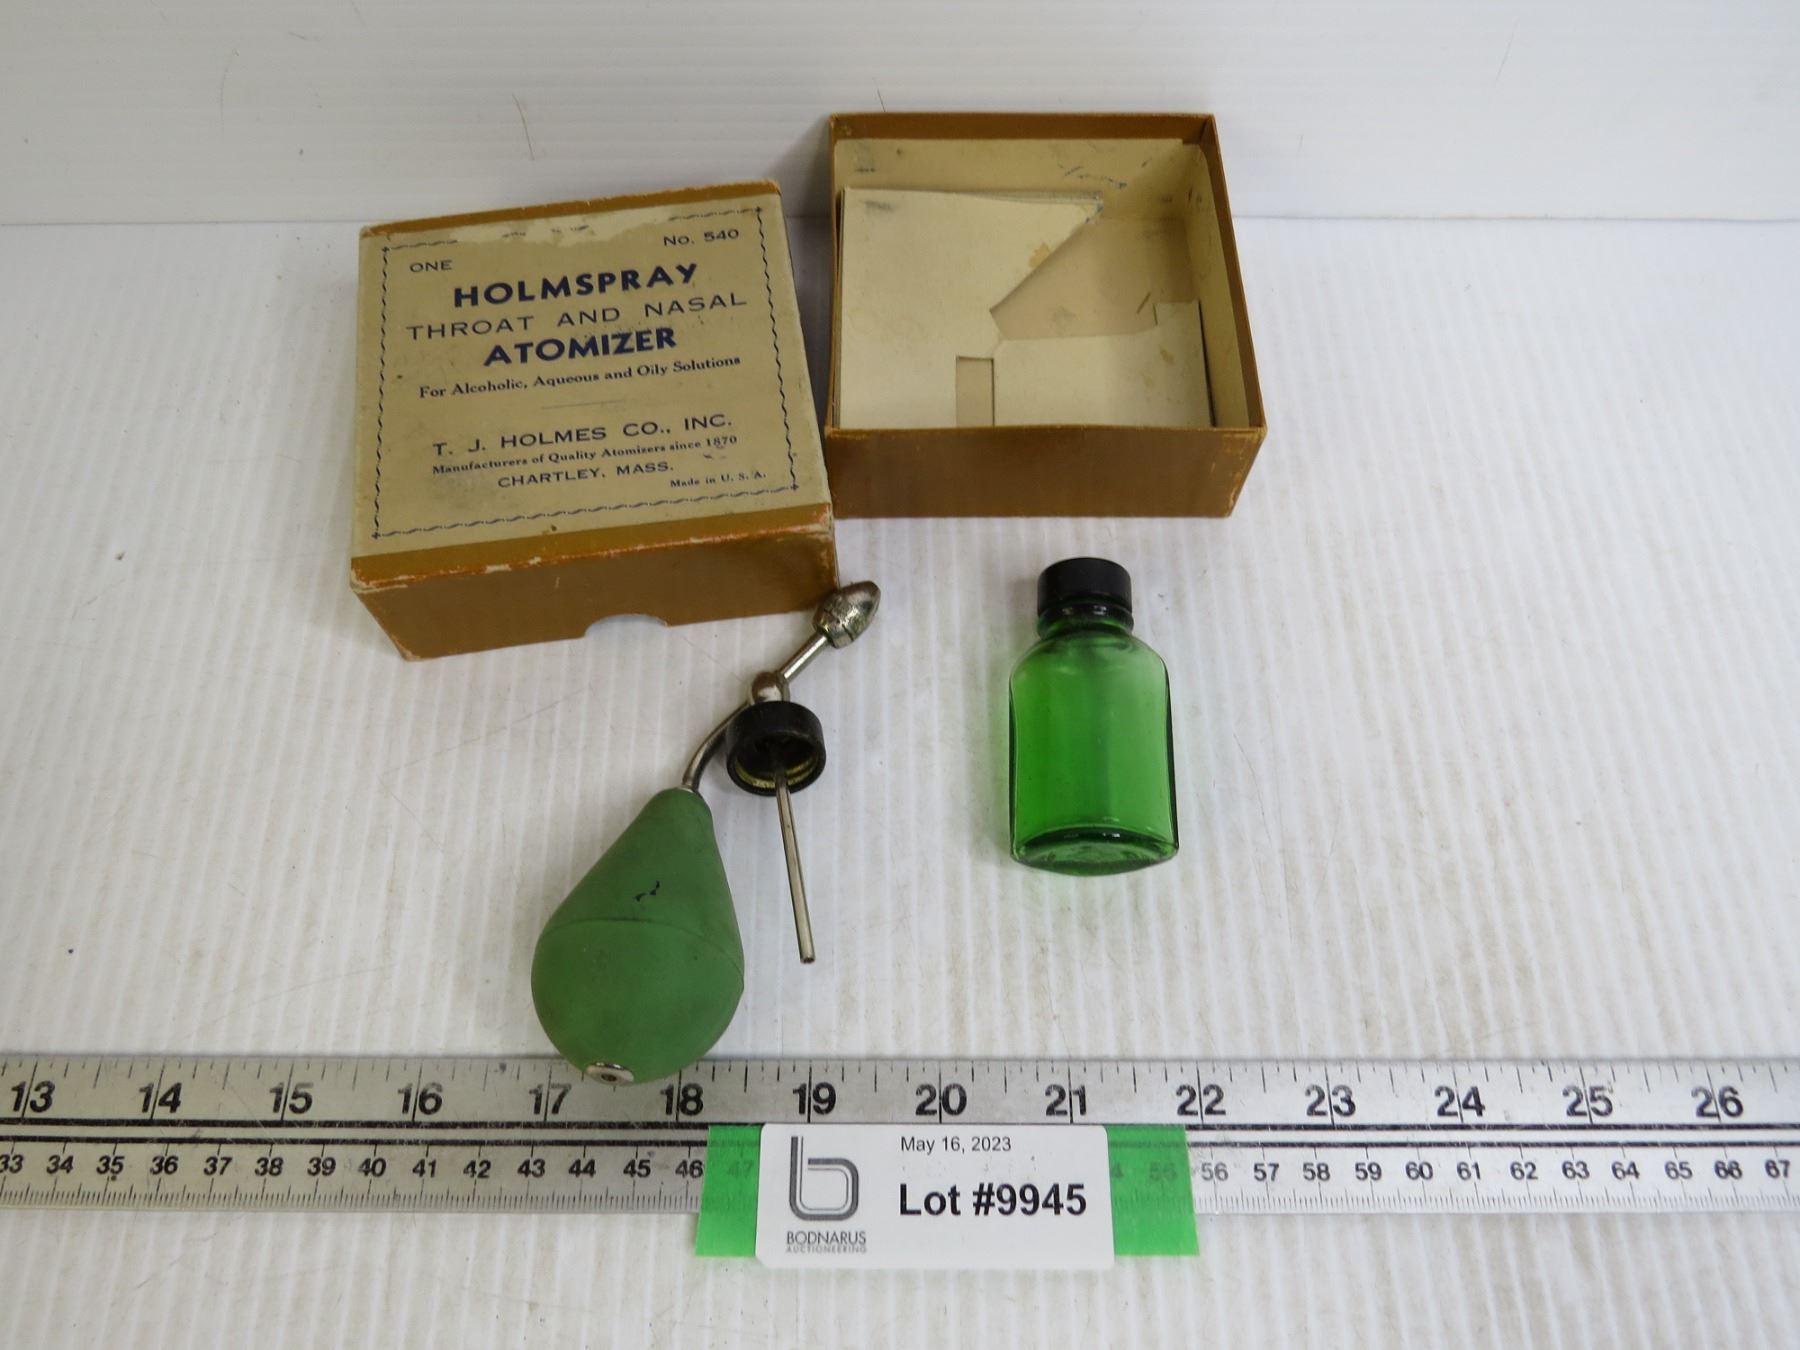 No. 540
ONE
HOLMSPRAY
THROAT AND NASAL
ATOMIZER
For Alcoholic, Aqueous and Oily Solutions
T. J. HOLMES CO., INC.
Manufacturers of Quality Atomizers since 1870
CHARTLEY, MASS.
Made in U. S. A.
13 14 15 16 17 18 19 20 21 22 23 24 25 26
33 34 35 36 37 38 39 40 41 42 43 44 45 46 47 55 56 57 58 59 60 61 62 63 64 65 66 67
May 16, 2023
Lot #9945
BODNARUS
AUCTIONEERING